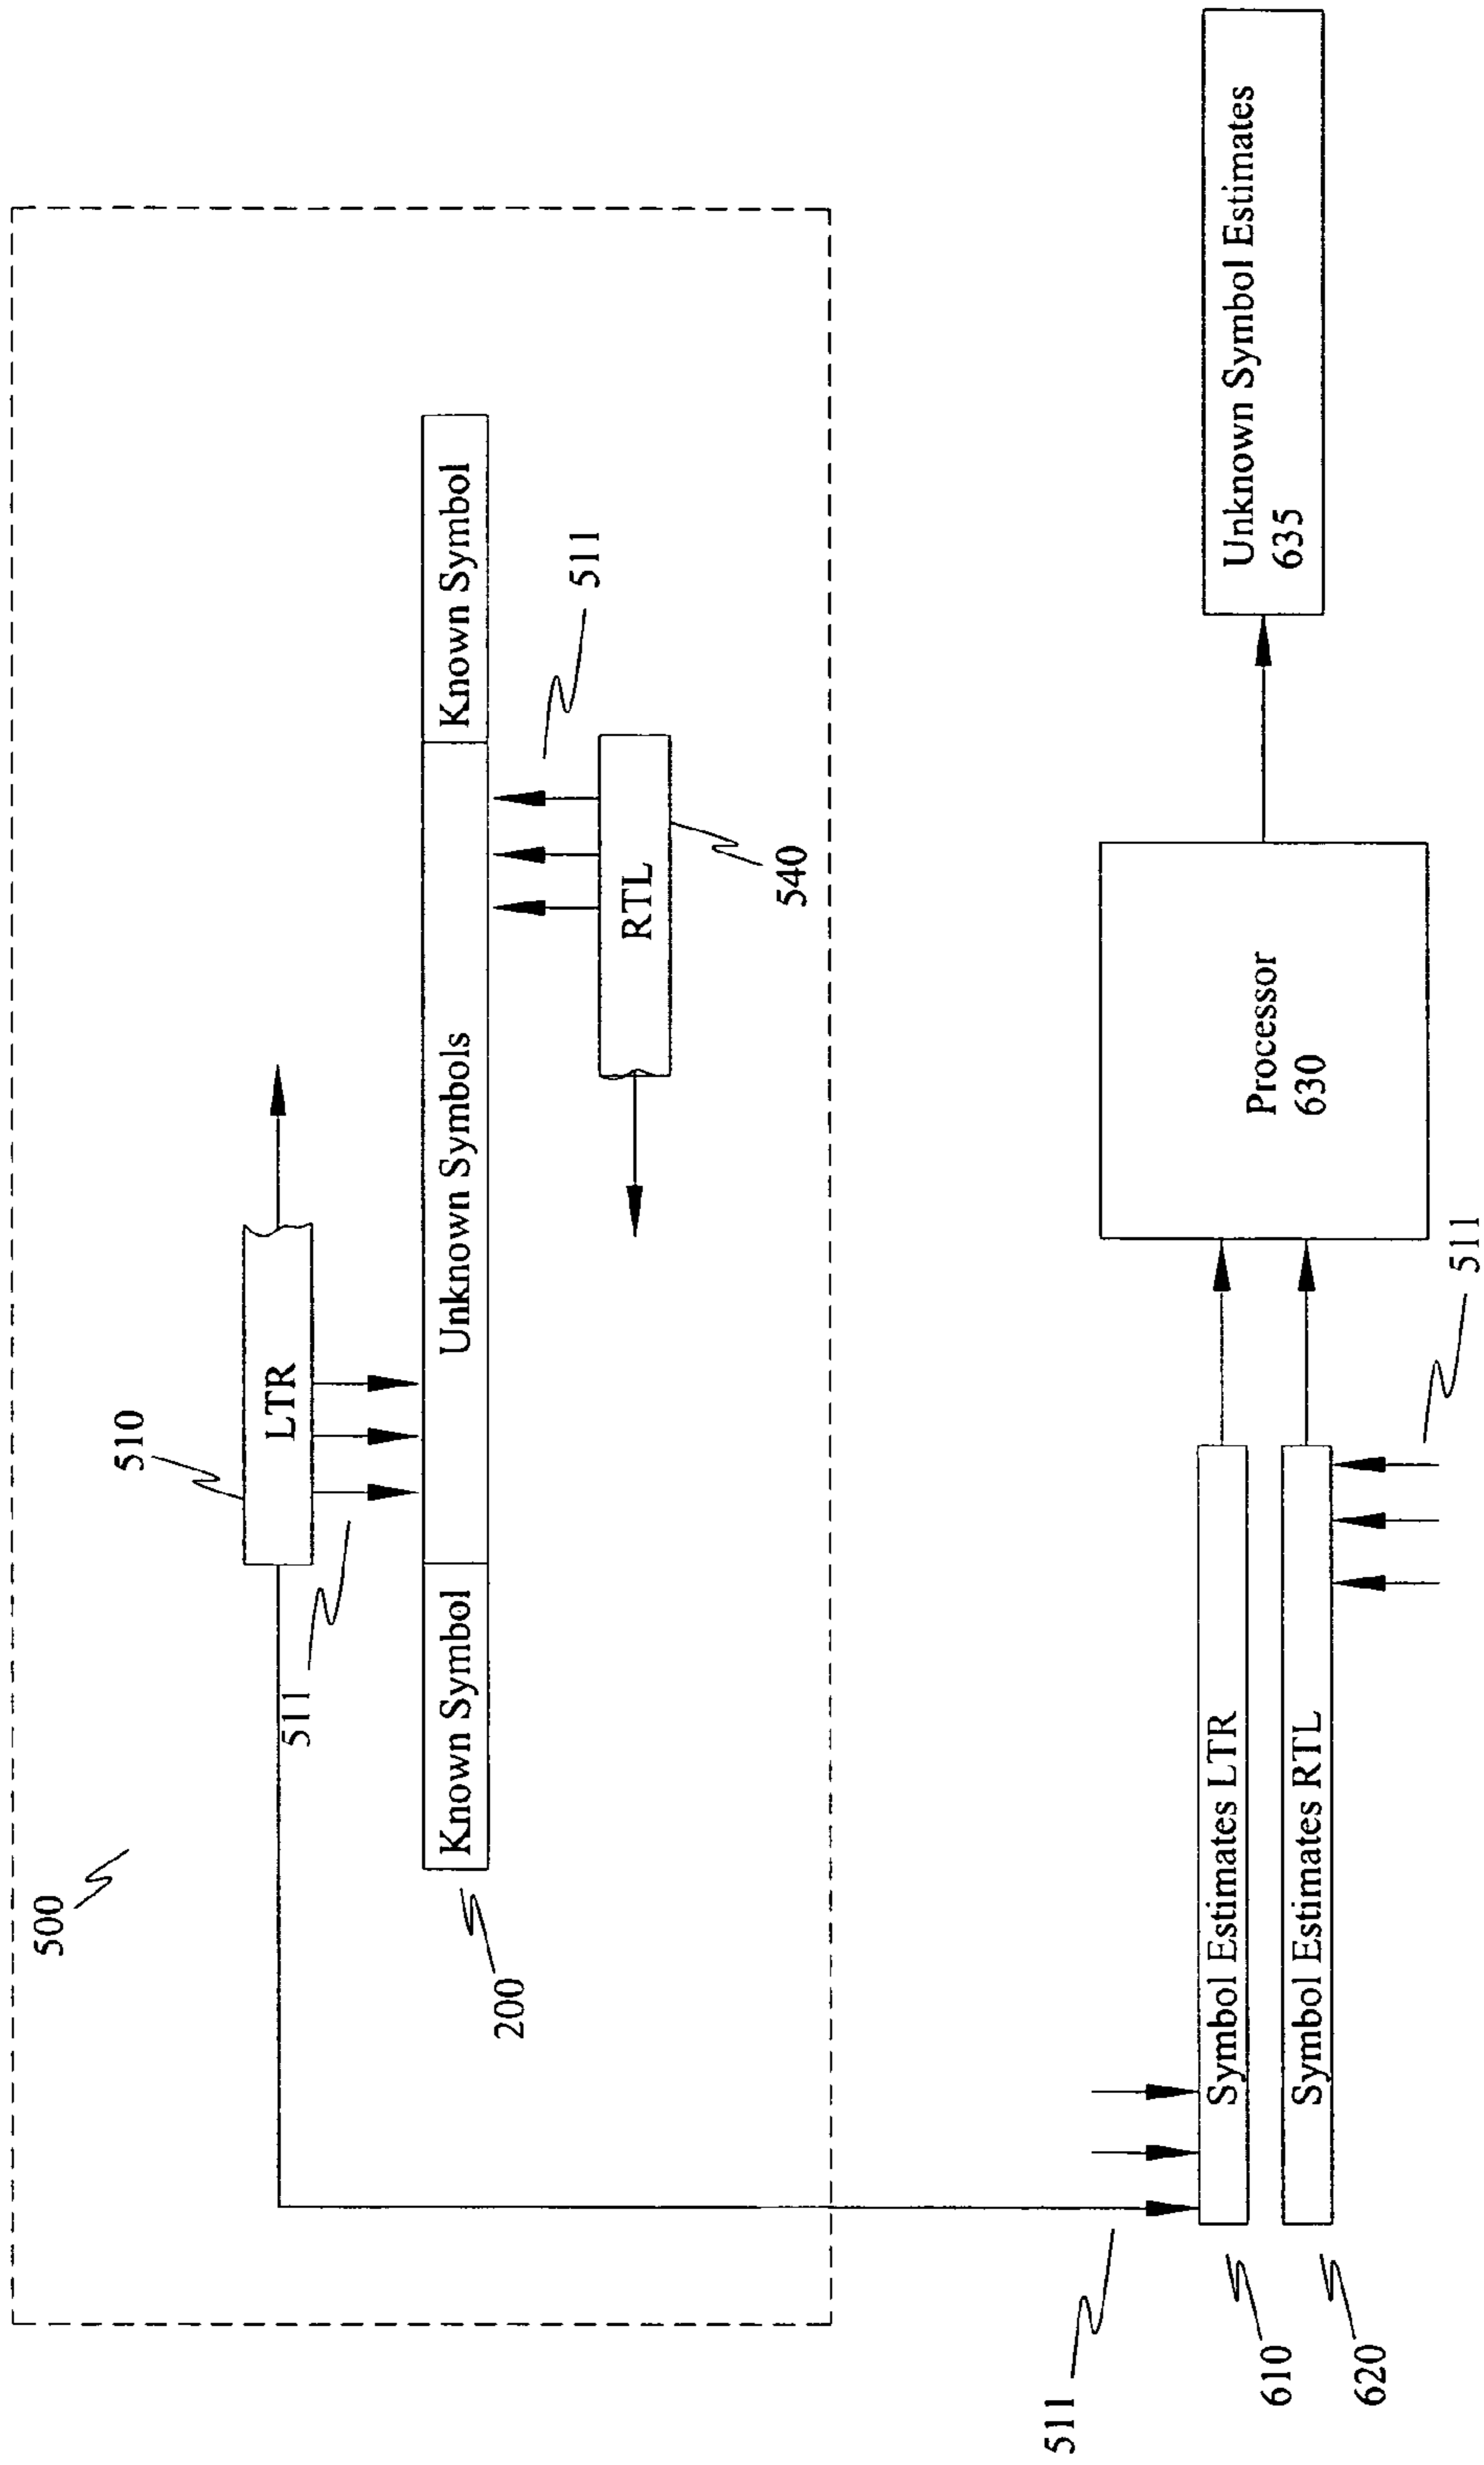 500
510
LTR
511
Known Symbol
Unknown Symbols
Known Symbol
200
511
RTL
540
511
Symbol Estimates LTR
610
Symbol Estimates RTL
620
511
Processor
630
Unknown Symbol Estimates
635